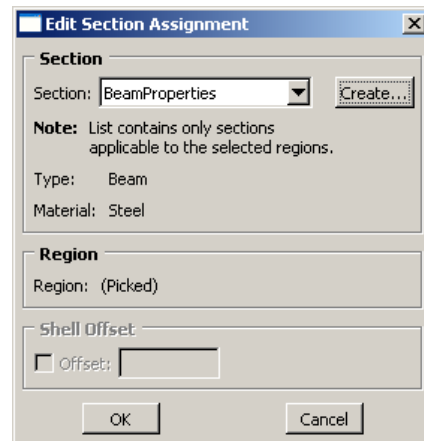 Edit Section Assignment
Section
Section: BeamProperties
Create...
Note: List contains only sections
applicable to the selected regions.
Type: Beam
Material: Steel
Region
Region: (Picked)
Shell Offset
Offset:
OK
Cancel